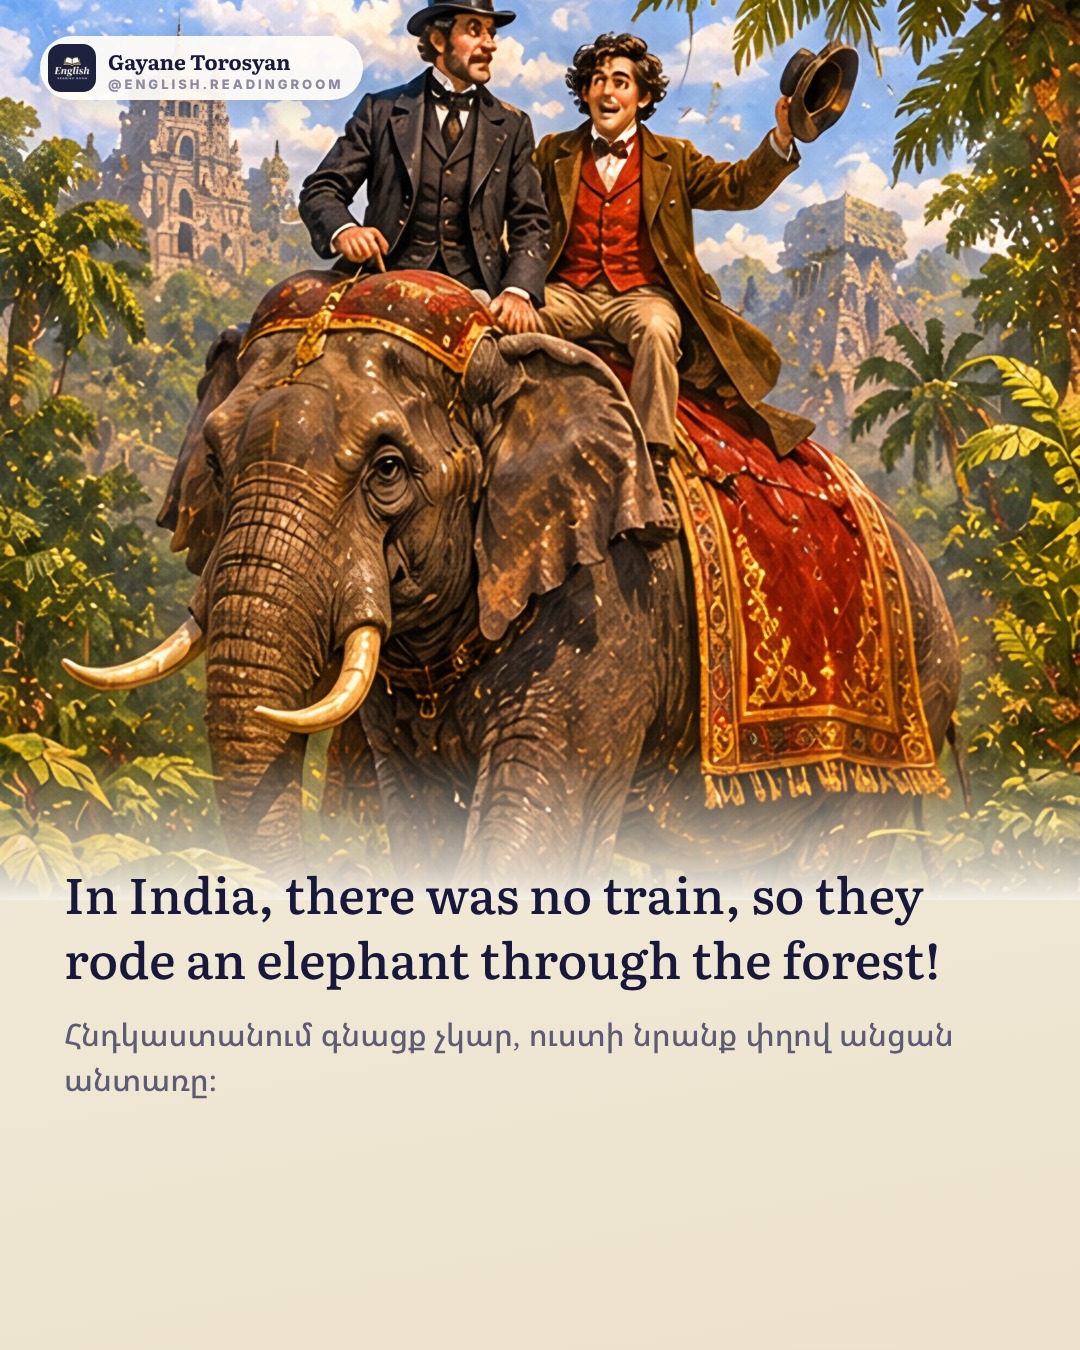 English
Gayane Torosyan
@ENGLISH.READINGROOM
In India, there was no train, so they
rode an elephant through the forest!
Հնդկաստանում գնացք չկար, ուստի նրանք փղով անցան
անտառը: